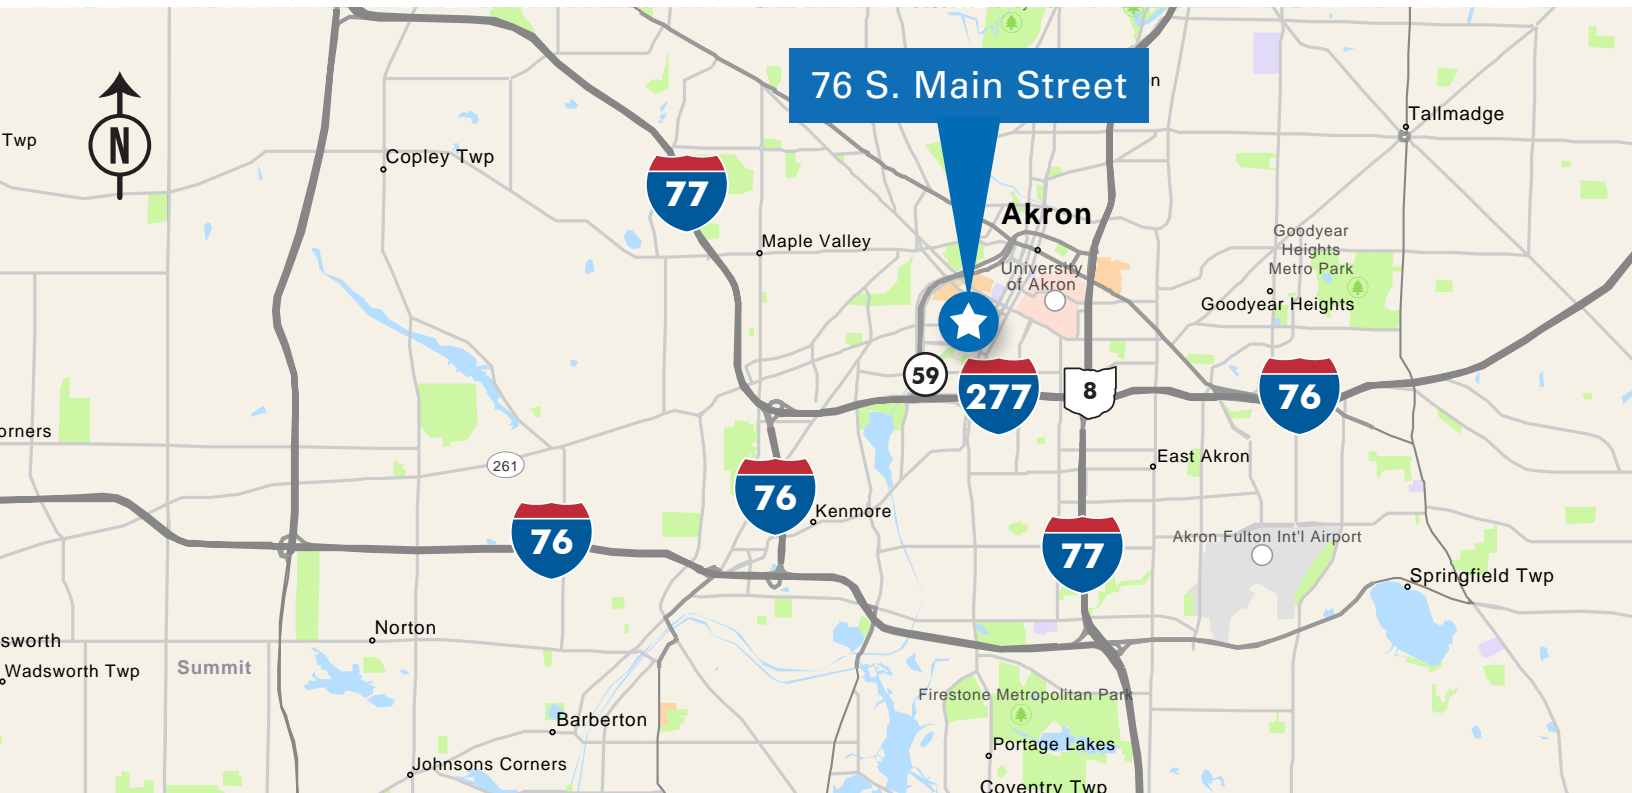 76 S. Main Street
n
Tallmadge
N
Twp
Copley Twp
77
Akron
Maple Valley
Goodyear
Heights
Metro Park
University
of Akron
Goodyear Heights
59
277
8
76
orners
261
East Akron
76
Kenmore
76
77
Akron Fulton Int'l Airport
Springfield Twp
Norton
sworth
Wadsworth Twp
Summit
Firestone Metropolitan Park
Barberton
Portage Lakes
Johnsons Corners
Coventry Twp